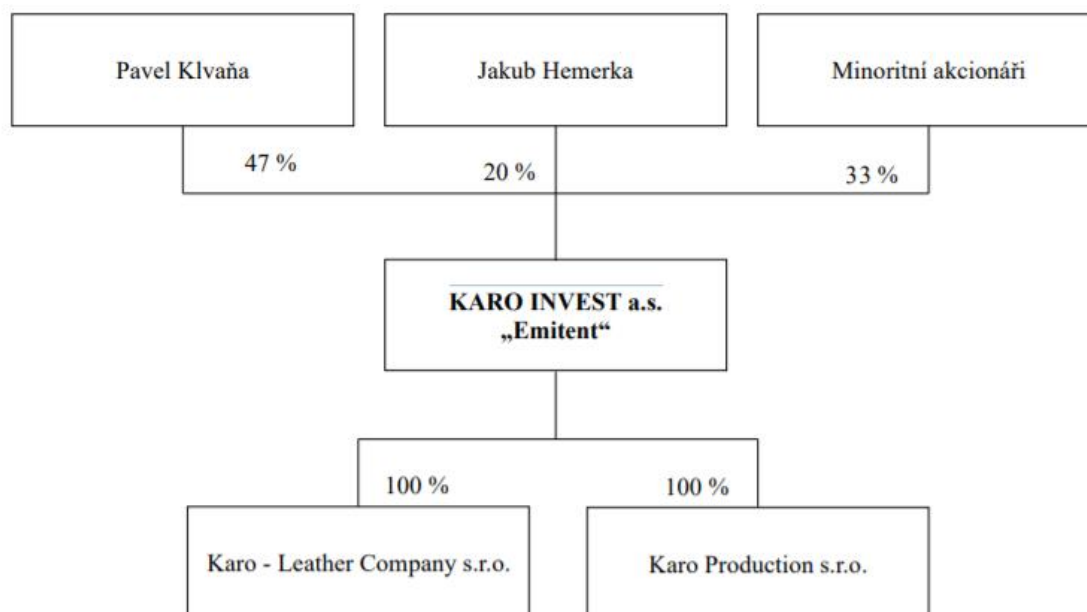 Pavel Klvaňa
Jakub Hemerka
Minoritní akcionáři
47 %
20 %
33 %
KARO INVEST a.s.
„Emitent“
100 %
100 %
Karo - Leather Company s.r.o.
Karo Production s.r.o.